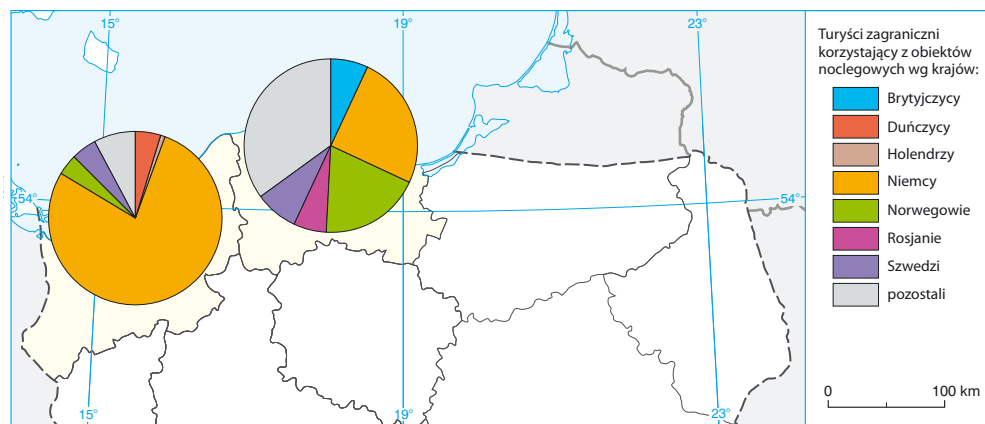 15°
19°
23°
54°
54°
15°
19°
23°
Turyści zagraniczni
korzystający z obiektów
noclegowych wg krajów:
Brytyjczycy
Duńczycy
Holendrzy
Niemcy
Norwegowie
Rosjanie
Szwedzi
pozostali
0 100 km